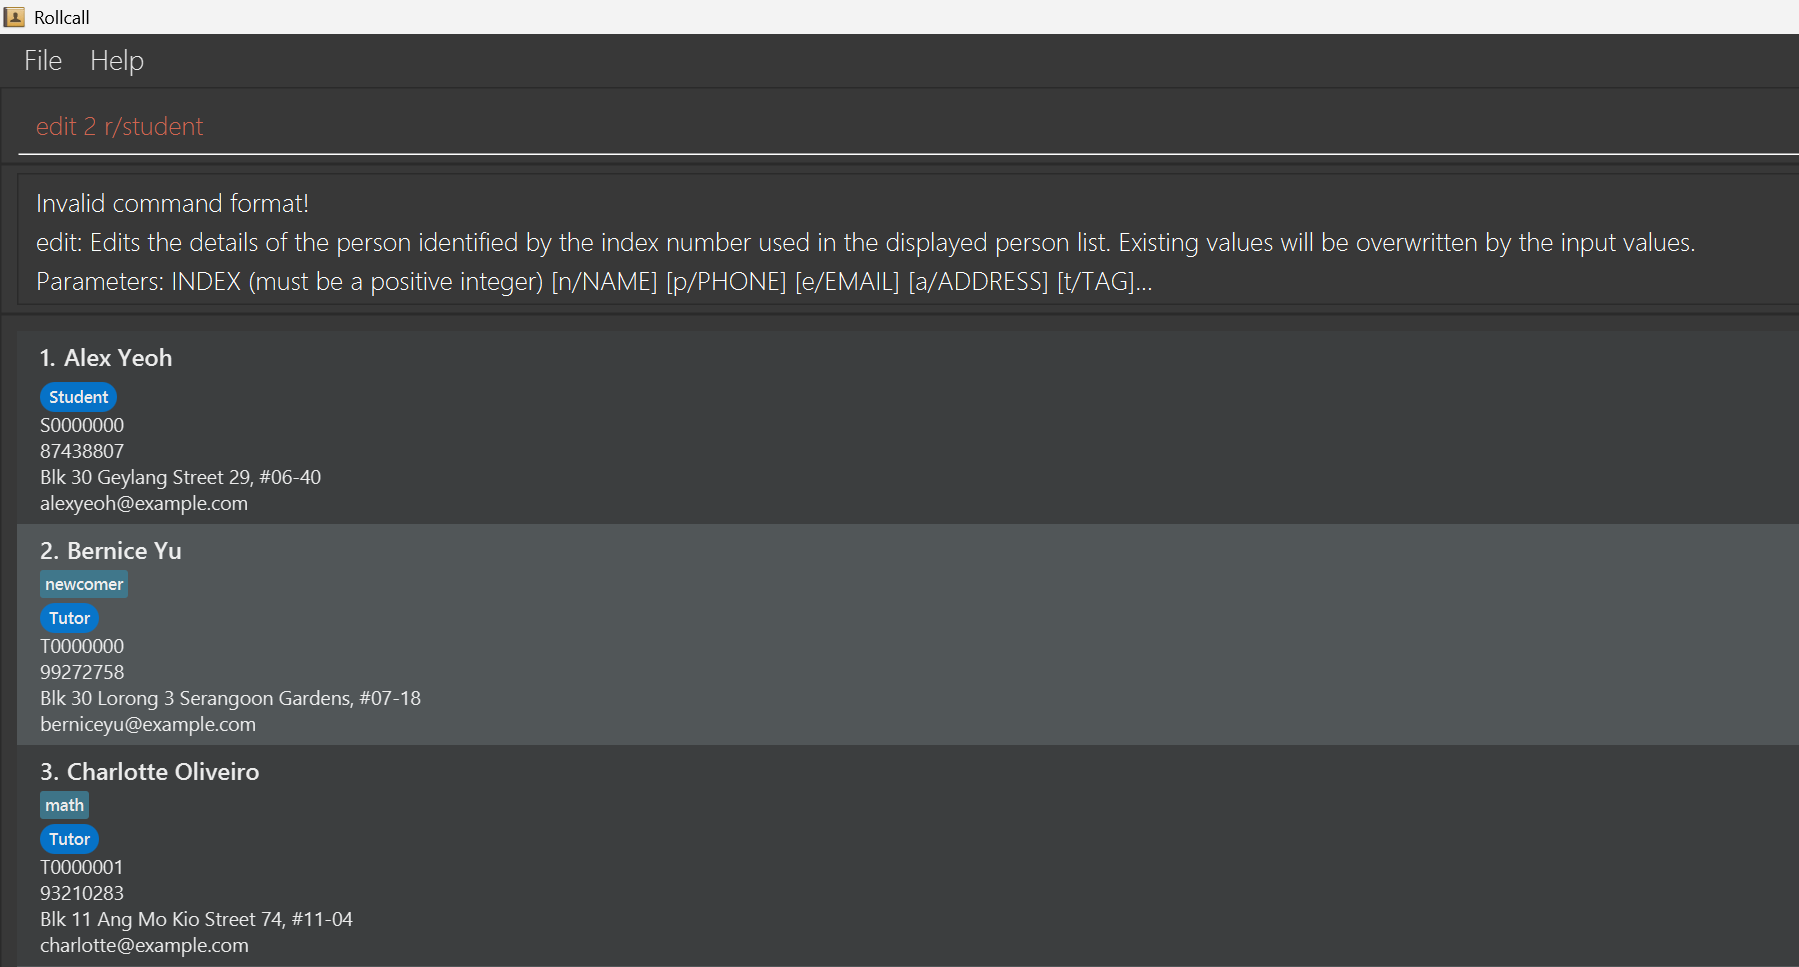 Rollcall
File Help
edit 2 r/student
Invalid command format!
edit: Edits the details of the person identified by the index number used in the displayed person list. Existing values will be overwritten by the input values.
Parameters: INDEX (must be a positive integer) [n/NAME] [p/PHONE] [e/EMAIL] [a/ADDRESS] [t/TAG]...
1. Alex Yeoh
Student
S0000000
87438807
Blk 30 Geylang Street 29, #06-40
alexyeoh@example.com
2. Bernice Yu
newcomer
Tutor
T0000000
99272758
Blk 30 Lorong 3 Serangoon Gardens, #07-18
berniceyu@example.com
3. Charlotte Oliveiro
math
Tutor
T0000001
93210283
Blk 11 Ang Mo Kio Street 74, #11-04
charlotte@example.com